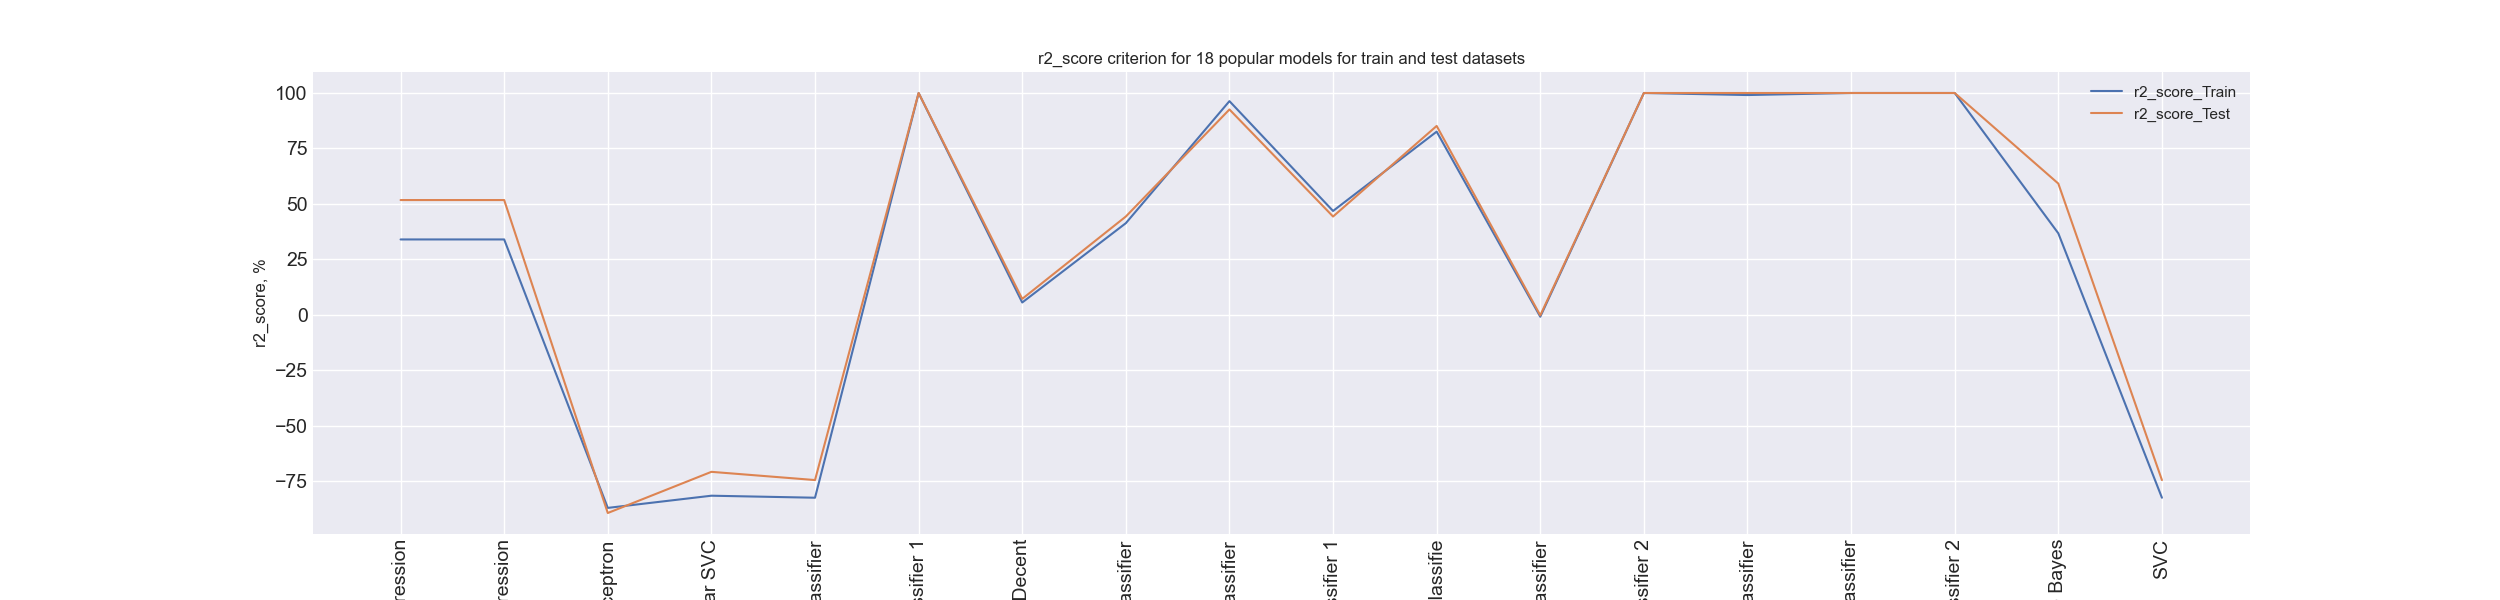 r2_score criterion for 18 popular models for train and test datasets
r2_score_Train
r2_score_Test
100
75
50
25
0
−25
−50
−75
r2_score, %
ression
ression
ceptron
ar SVC
assifier
ssifier 1
Decent
assifier
assifier
ssifier 1
lassifie
assifier
ssifier 2
assifier
assifier
ssifier 2
Bayes
SVC